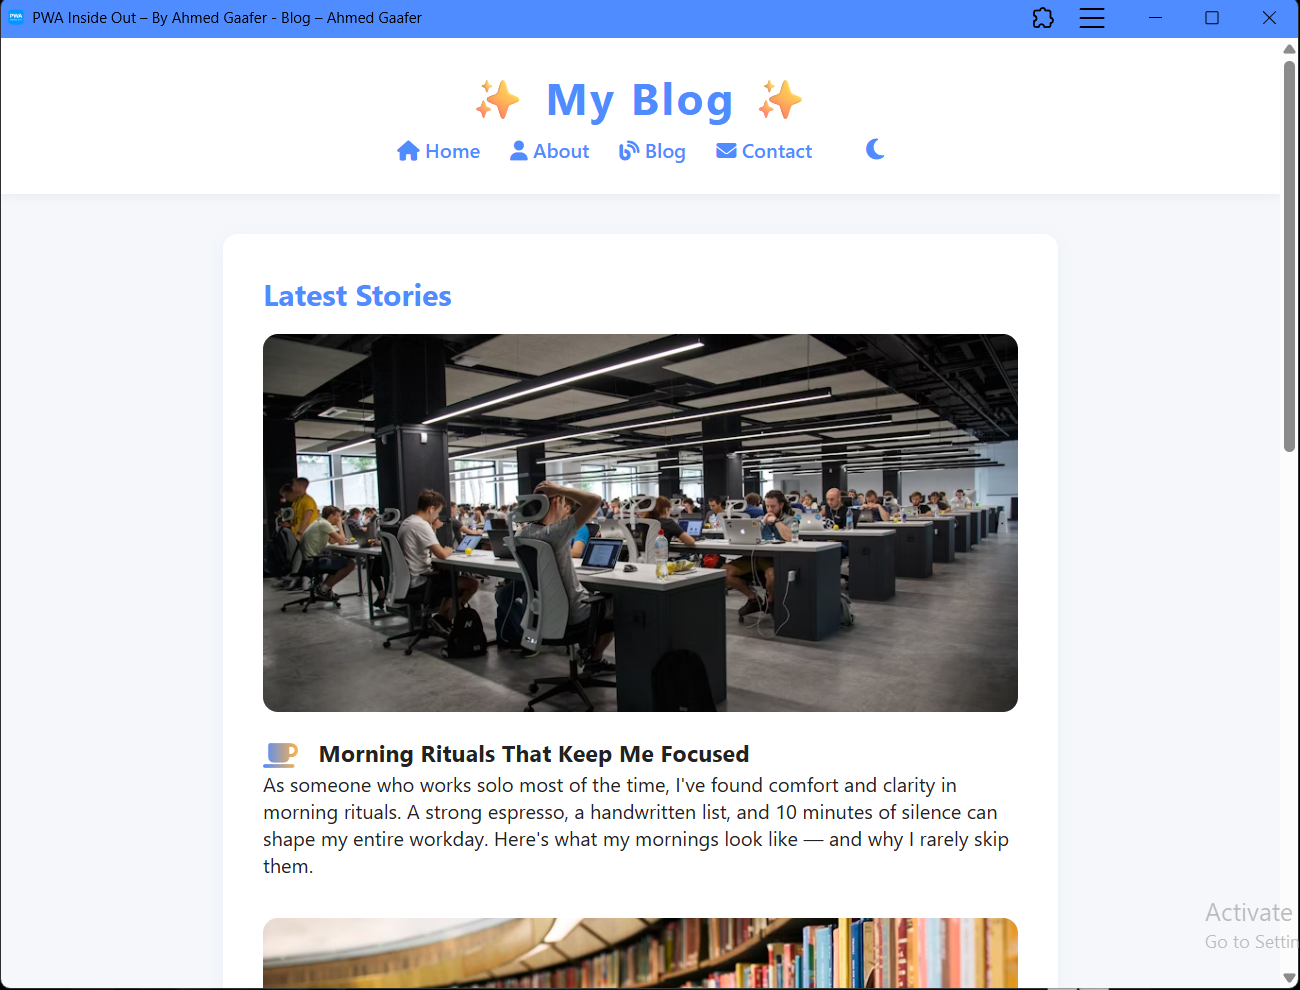 PWA Inside Out – By Ahmed Gaafer - Blog – Ahmed Gaafer
✨ My Blog ✨
Home About Blog Contact
Latest Stories
Morning Rituals That Keep Me Focused
As someone who works solo most of the time, I've found comfort and clarity in
morning rituals. A strong espresso, a handwritten list, and 10 minutes of silence can
shape my entire workday. Here's what my mornings look like — and why I rarely skip
them.
Activate
Go to Settin